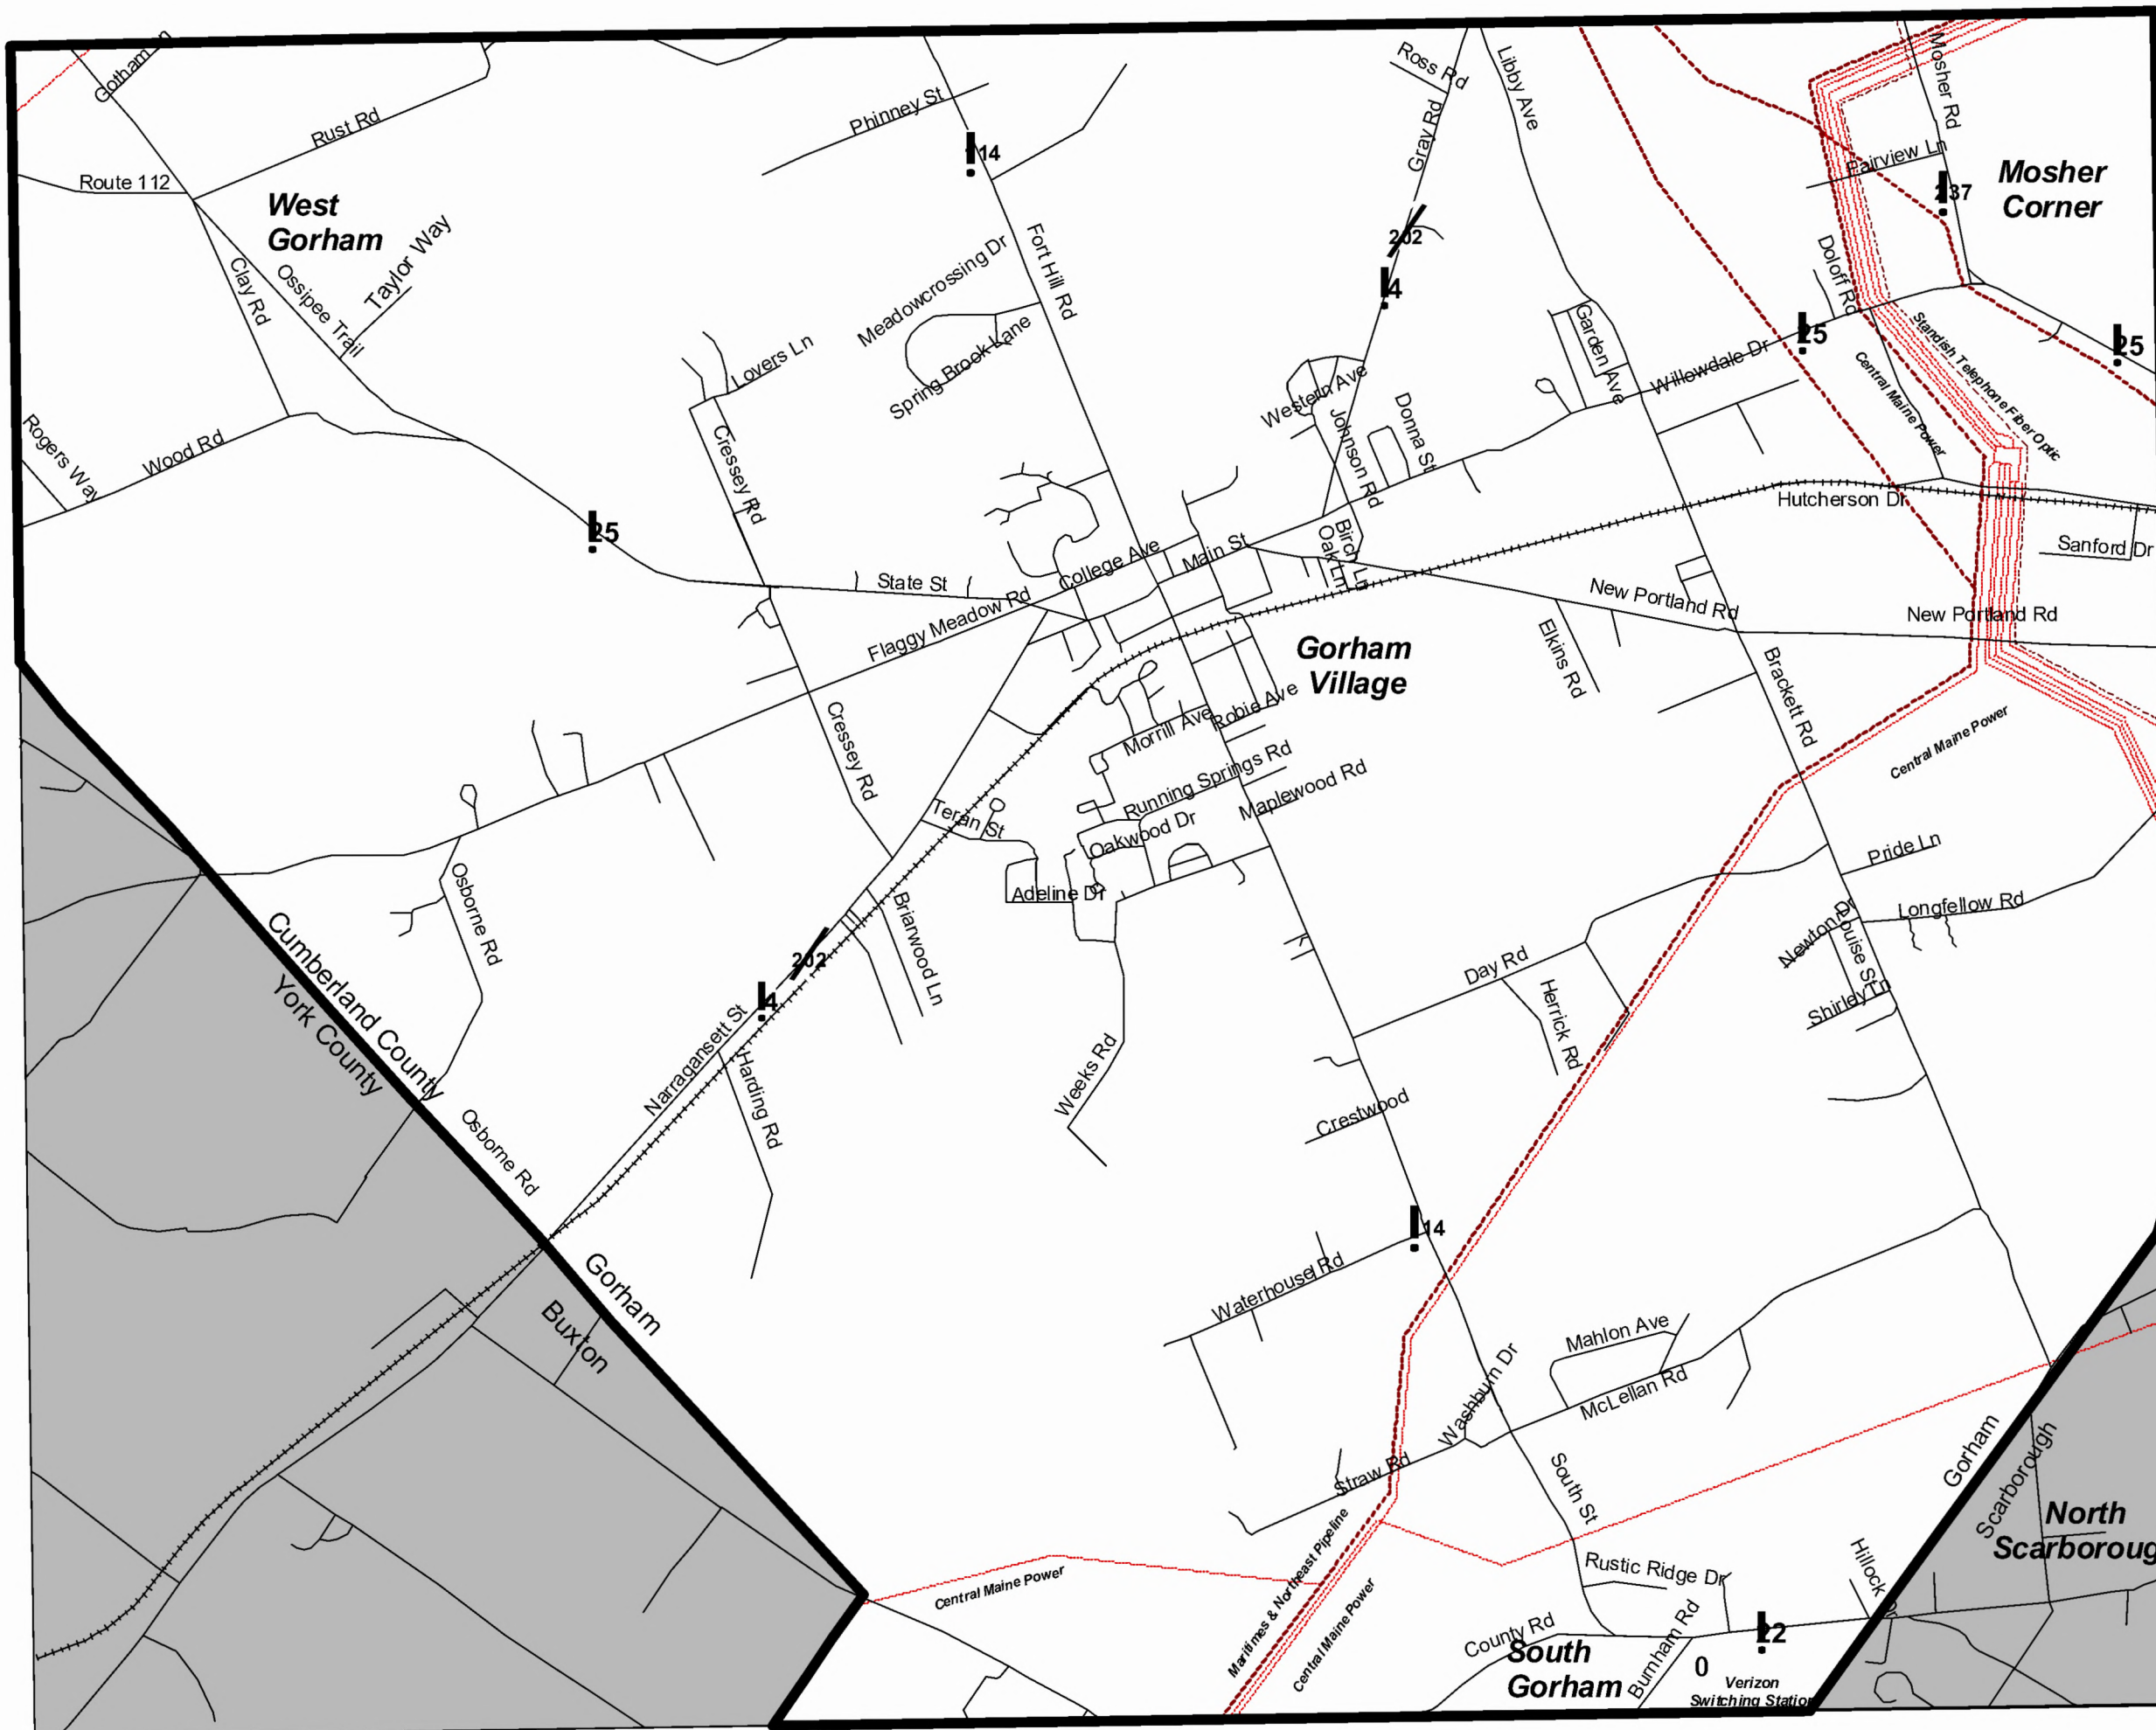 Gotham Ln
Rust Rd
Route 112
West
Gorham
Taylor Way
Clay Rd
Ossipee Trail
Rogers Way
Wood Rd
25
Phinney St
114
Fort Hill Rd
Meadowcrossing Dr
Spring Brook Lane
Lovers Ln
Cressey Rd
State St
Flaggy Meadow Rd
College Ave
Main St
Ross Rd
Gray Rd
Libby Ave
202
4
Western Ave
Johnson Rd
Donna St
Garden Ave
Willowdale Dr
Birch Ln
Oak Ln
Mosher Rd
Fairview Ln
237
Mosher
Corner
Doloff Rd
25
25
Standish Telephone Fiber Optic
Central Maine Power
Hutcherson Dr
Sanford Dr
New Portland Rd
New Portland Rd
Gorham
Village
Elkins Rd
Brackett Rd
Central Maine Power
Robie Ave
Morrill Ave
Running Springs Rd
Maplewood Rd
Oakwood Dr
Teran St
Adeline Dr
Cressey Rd
Briarwood Ln
Osborne Rd
202
4
Narragansett St
Harding Rd
Weeks Rd
Cumberland County
York County
Osborne Rd
Gorham
Buxton
Pride Ln
Longfellow Rd
Newton Dr
Louise St
Shirley Ln
Day Rd
Herrick Rd
Crestwood
114
Waterhouse Rd
Mahlon Ave
McLellan Rd
Washburn Dr
Straw Rd
South St
Gorham
Scarborough
North
Scarboroug
Hillock
Rustic Ridge Dr
County Rd
Burnham Rd
22
South
Gorham
0
Verizon
Switching Station
Central Maine Power
Maritimes & Northeast Pipeline
Central Maine Power